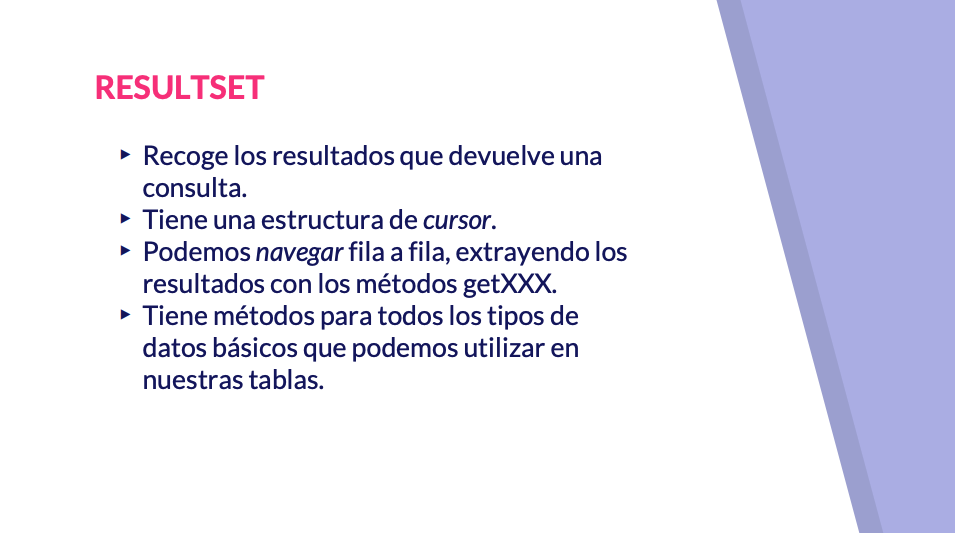 RESULTSET
▸ Recoge los resultados que devuelve una
consulta.
▸ Tiene una estructura de cursor.
▸ Podemos navegar fila a fila, extrayendo los
resultados con los métodos getXXX.
▸ Tiene métodos para todos los tipos de
datos básicos que podemos utilizar en
nuestras tablas.